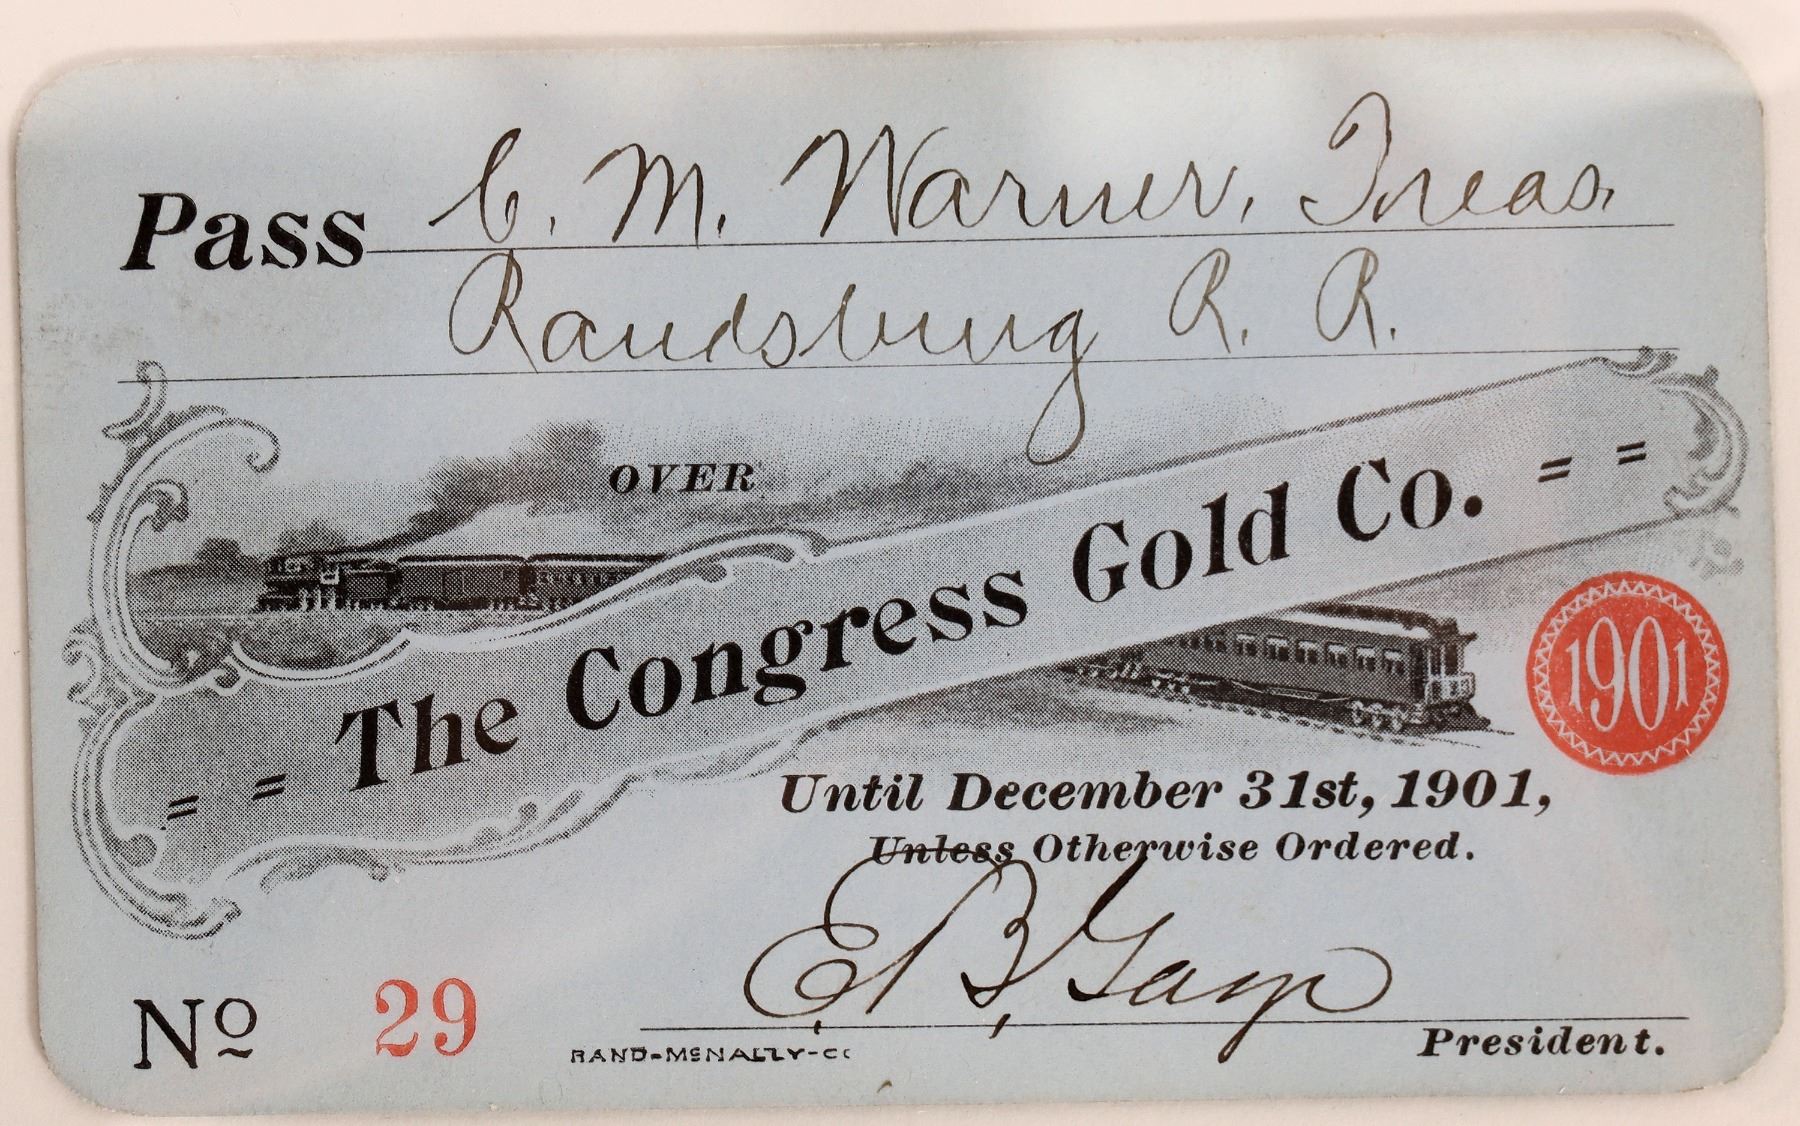 Pass C. M. Warner, Treas.
Randsburg R. R.
OVER
= = The Congress Gold Co. = =
1901
Until December 31st, 1901,
Unless Otherwise Ordered.
E. B. Gage
President.
No 29
RAND-McNALLY-CO